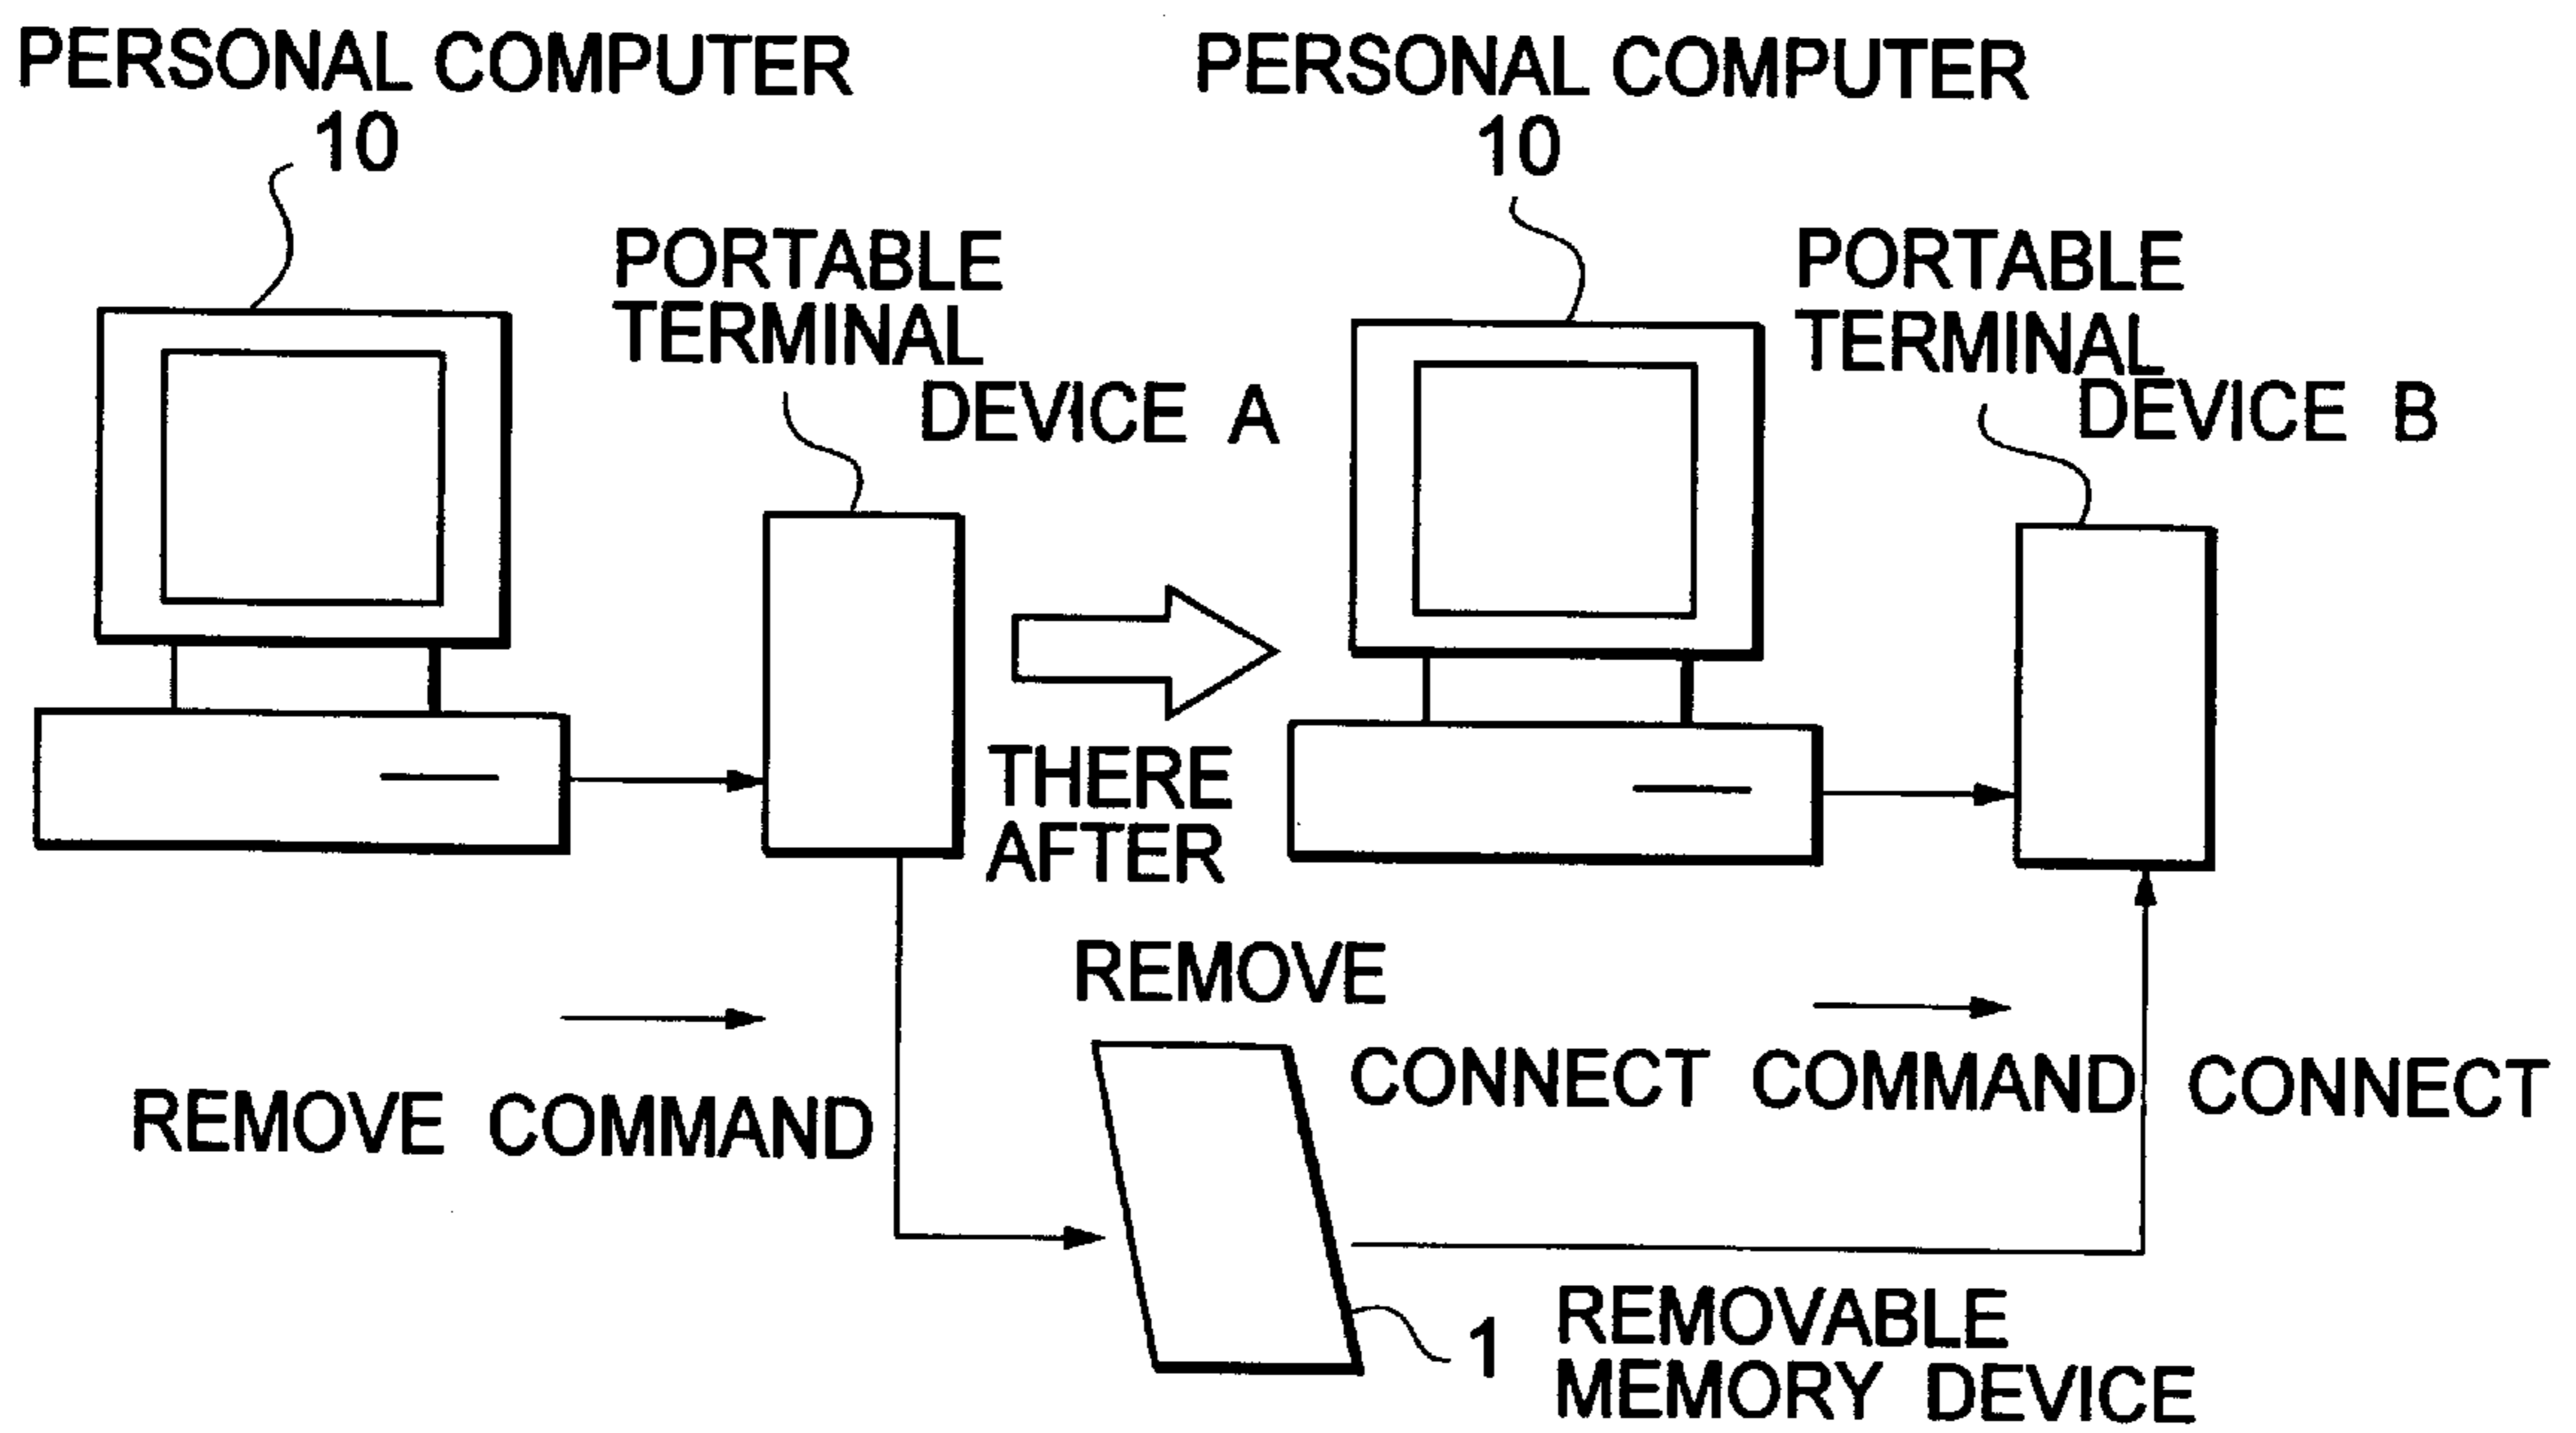 PERSONAL COMPUTER
10
PORTABLE
TERMINAL
DEVICE A
PERSONAL COMPUTER
10
PORTABLE
TERMINAL
DEVICE B
THERE
AFTER
REMOVE
REMOVE COMMAND
CONNECT COMMAND
CONNECT
1
REMOVABLE
MEMORY DEVICE